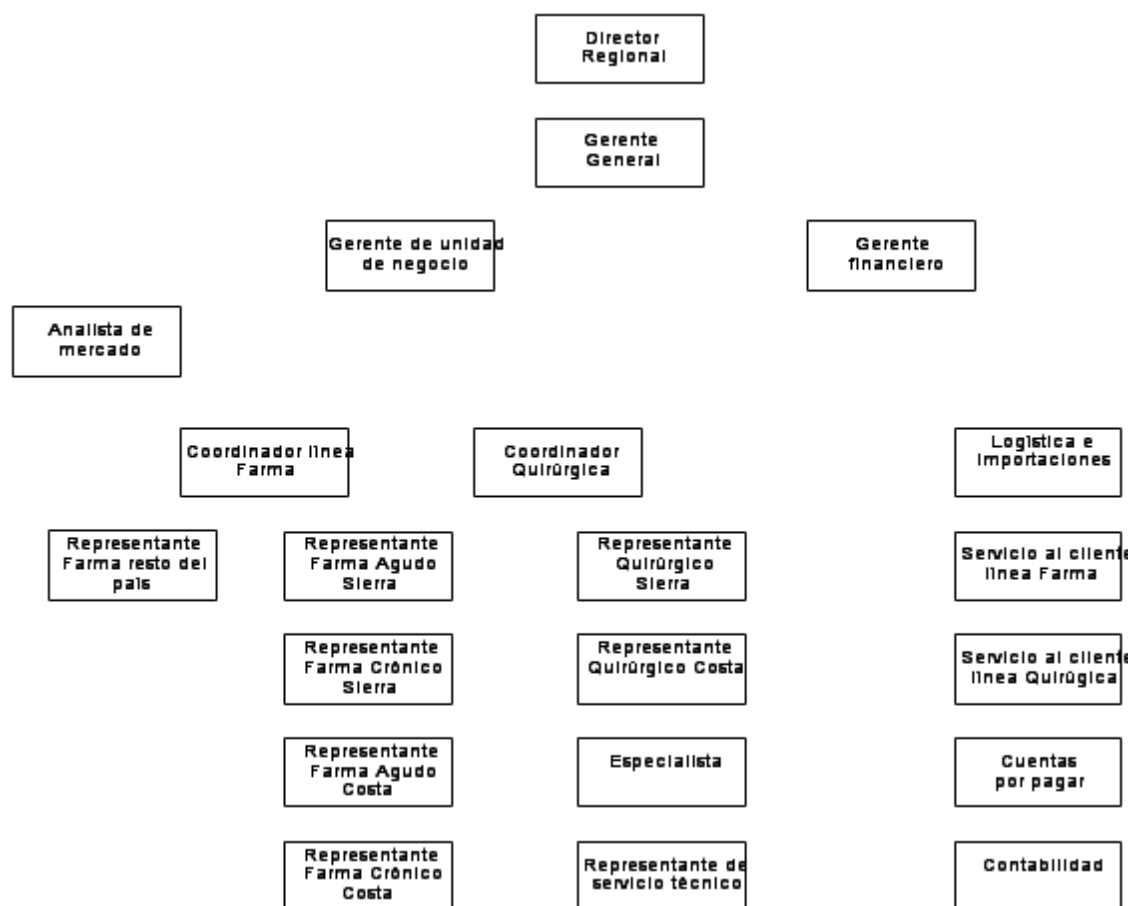 Director
Regional
Gerente
General
Gerente de unidad
de negocio
Gerente
financiero
Analista de
mercado
Coordinador línea
Farma
Coordinador
Quirúrgica
Logística e
importaciones
Representante
Farma resto del
país
Representante
Farma Agudo
Sierra
Representante
Quirúrgico
Sierra
Servicio al cliente
línea Farma
Representante
Farma Crónico
Sierra
Representante
Quirúrgico Costa
Servicio al cliente
línea Quirúgica
Representante
Farma Agudo
Costa
Especialista
Cuentas
por pagar
Representante
Farma Crónico
Costa
Representante de
servicio técnico
Contabilidad